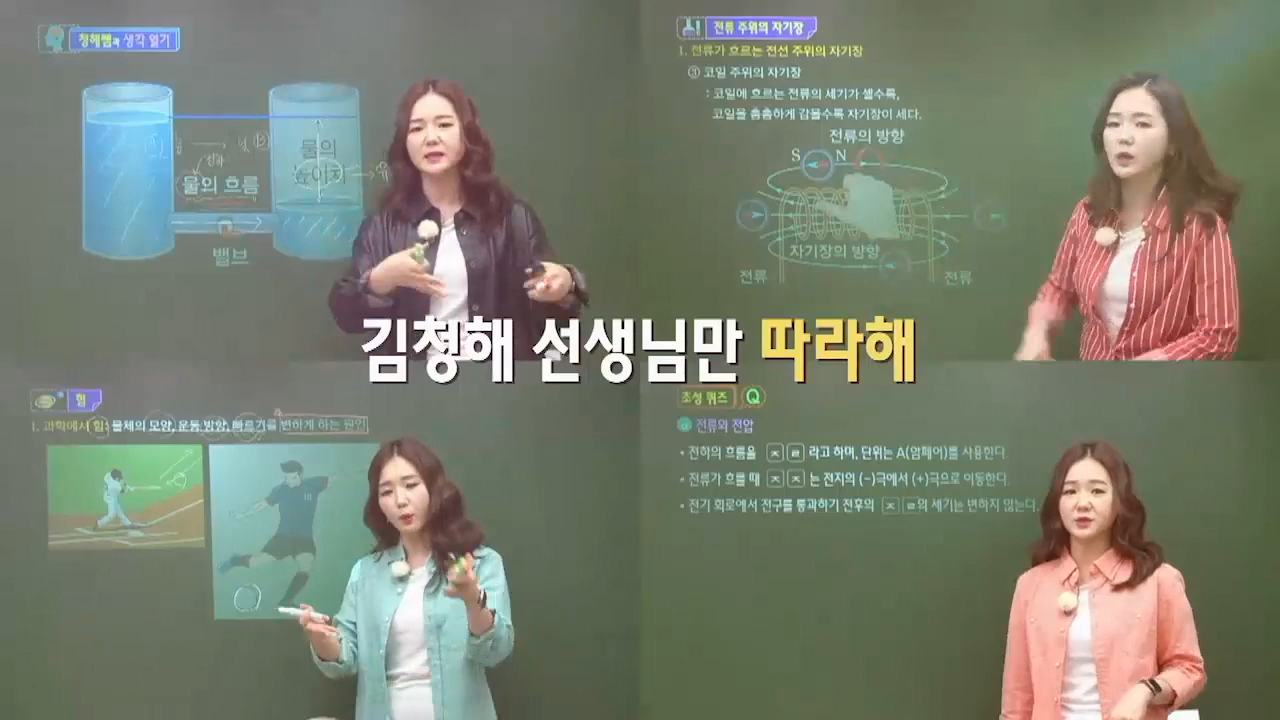 청해쌤과 생각 열기
물의 흐름
물의
높이차
밸브
전류 주위의 자기장
1. 전류가 흐르는 전선 주위의 자기장
③ 코일 주위의 자기장
: 코일에 흐르는 전류의 세기가 셀수록,
코일을 촘촘하게 감을수록 자기장이 세다.
전류의 방향
S N
자기장의 방향
전류 전류
김청해 선생님만 따라해
힘
1. 과학에서 힘: 물체의 모양, 운동 방향, 빠르기를 변하게 하는 원인
초성 퀴즈 Q
전류와 전압
• 전하의 흐름을 ㅈ ㄹ 라고 하며, 단위는 A(암페어)를 사용한다.
• 전류가 흐를 때 ㅈ ㅈ 는 전지의 (-)극에서 (+)극으로 이동한다.
• 전기 회로에서 전구를 통과하기 전후의 ㅈ ㄹ의 세기는 변하지 않는다.